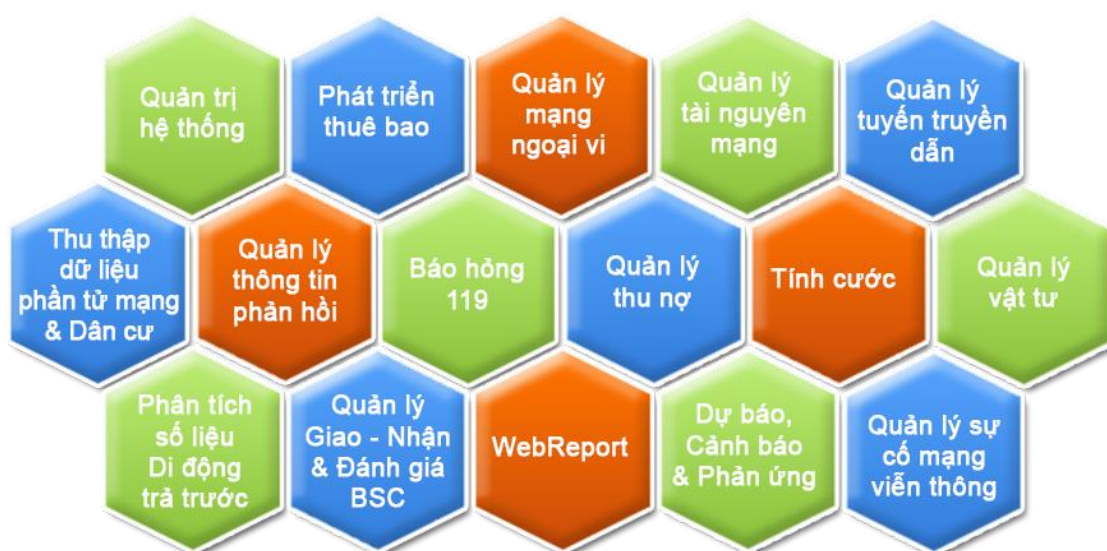 Quản trị
hệ thống
Phát triển
thuê bao
Quản lý
mạng
ngoại vi
Quản lý
tài nguyên
mạng
Quản lý
tuyến truyền
dẫn
Thu thập
dữ liệu
phần tử mạng
& Dân cư
Quản lý
thông tin
phản hồi
Báo hỏng
119
Quản lý
thu nợ
Tính cước
Quản lý
vật tư
Phân tích
số liệu
Di động
trả trước
Quản lý
Giao - Nhận
& Đánh giá
BSC
WebReport
Dự báo,
Cảnh báo
& Phản ứng
Quản lý sự
cố mạng
viễn thông